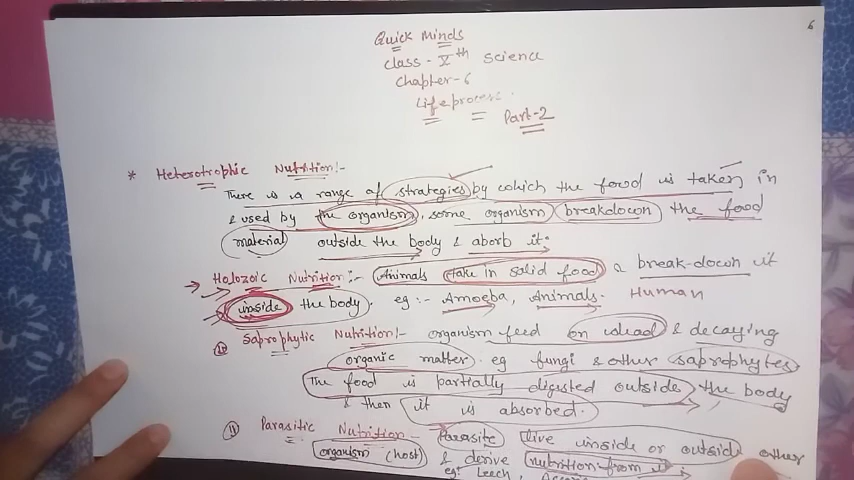 6
Quick Minds
Class - Xth Science
Chapter-6
Life process
Part-2
* Heterotrophic Nutrition:-
There is a range of strategies by which the food is taken in
& used by the organism, some organism breakdown the food
material outside the body & absorb it.
Holozoic Nutrition:- Animals take in solid food & break-down it
inside the body. eg:- Amoeba, Animals. Human
Saprophytic Nutrition:- organism feed on dead & decaying
organic matter. eg fungi & other saprophytes
The food is partially digested outside the body
& then it is absorbed.
Parasitic Nutrition- Parasite live inside or outside other
organism (host) & derive nutrition from it.
eg: Leech,